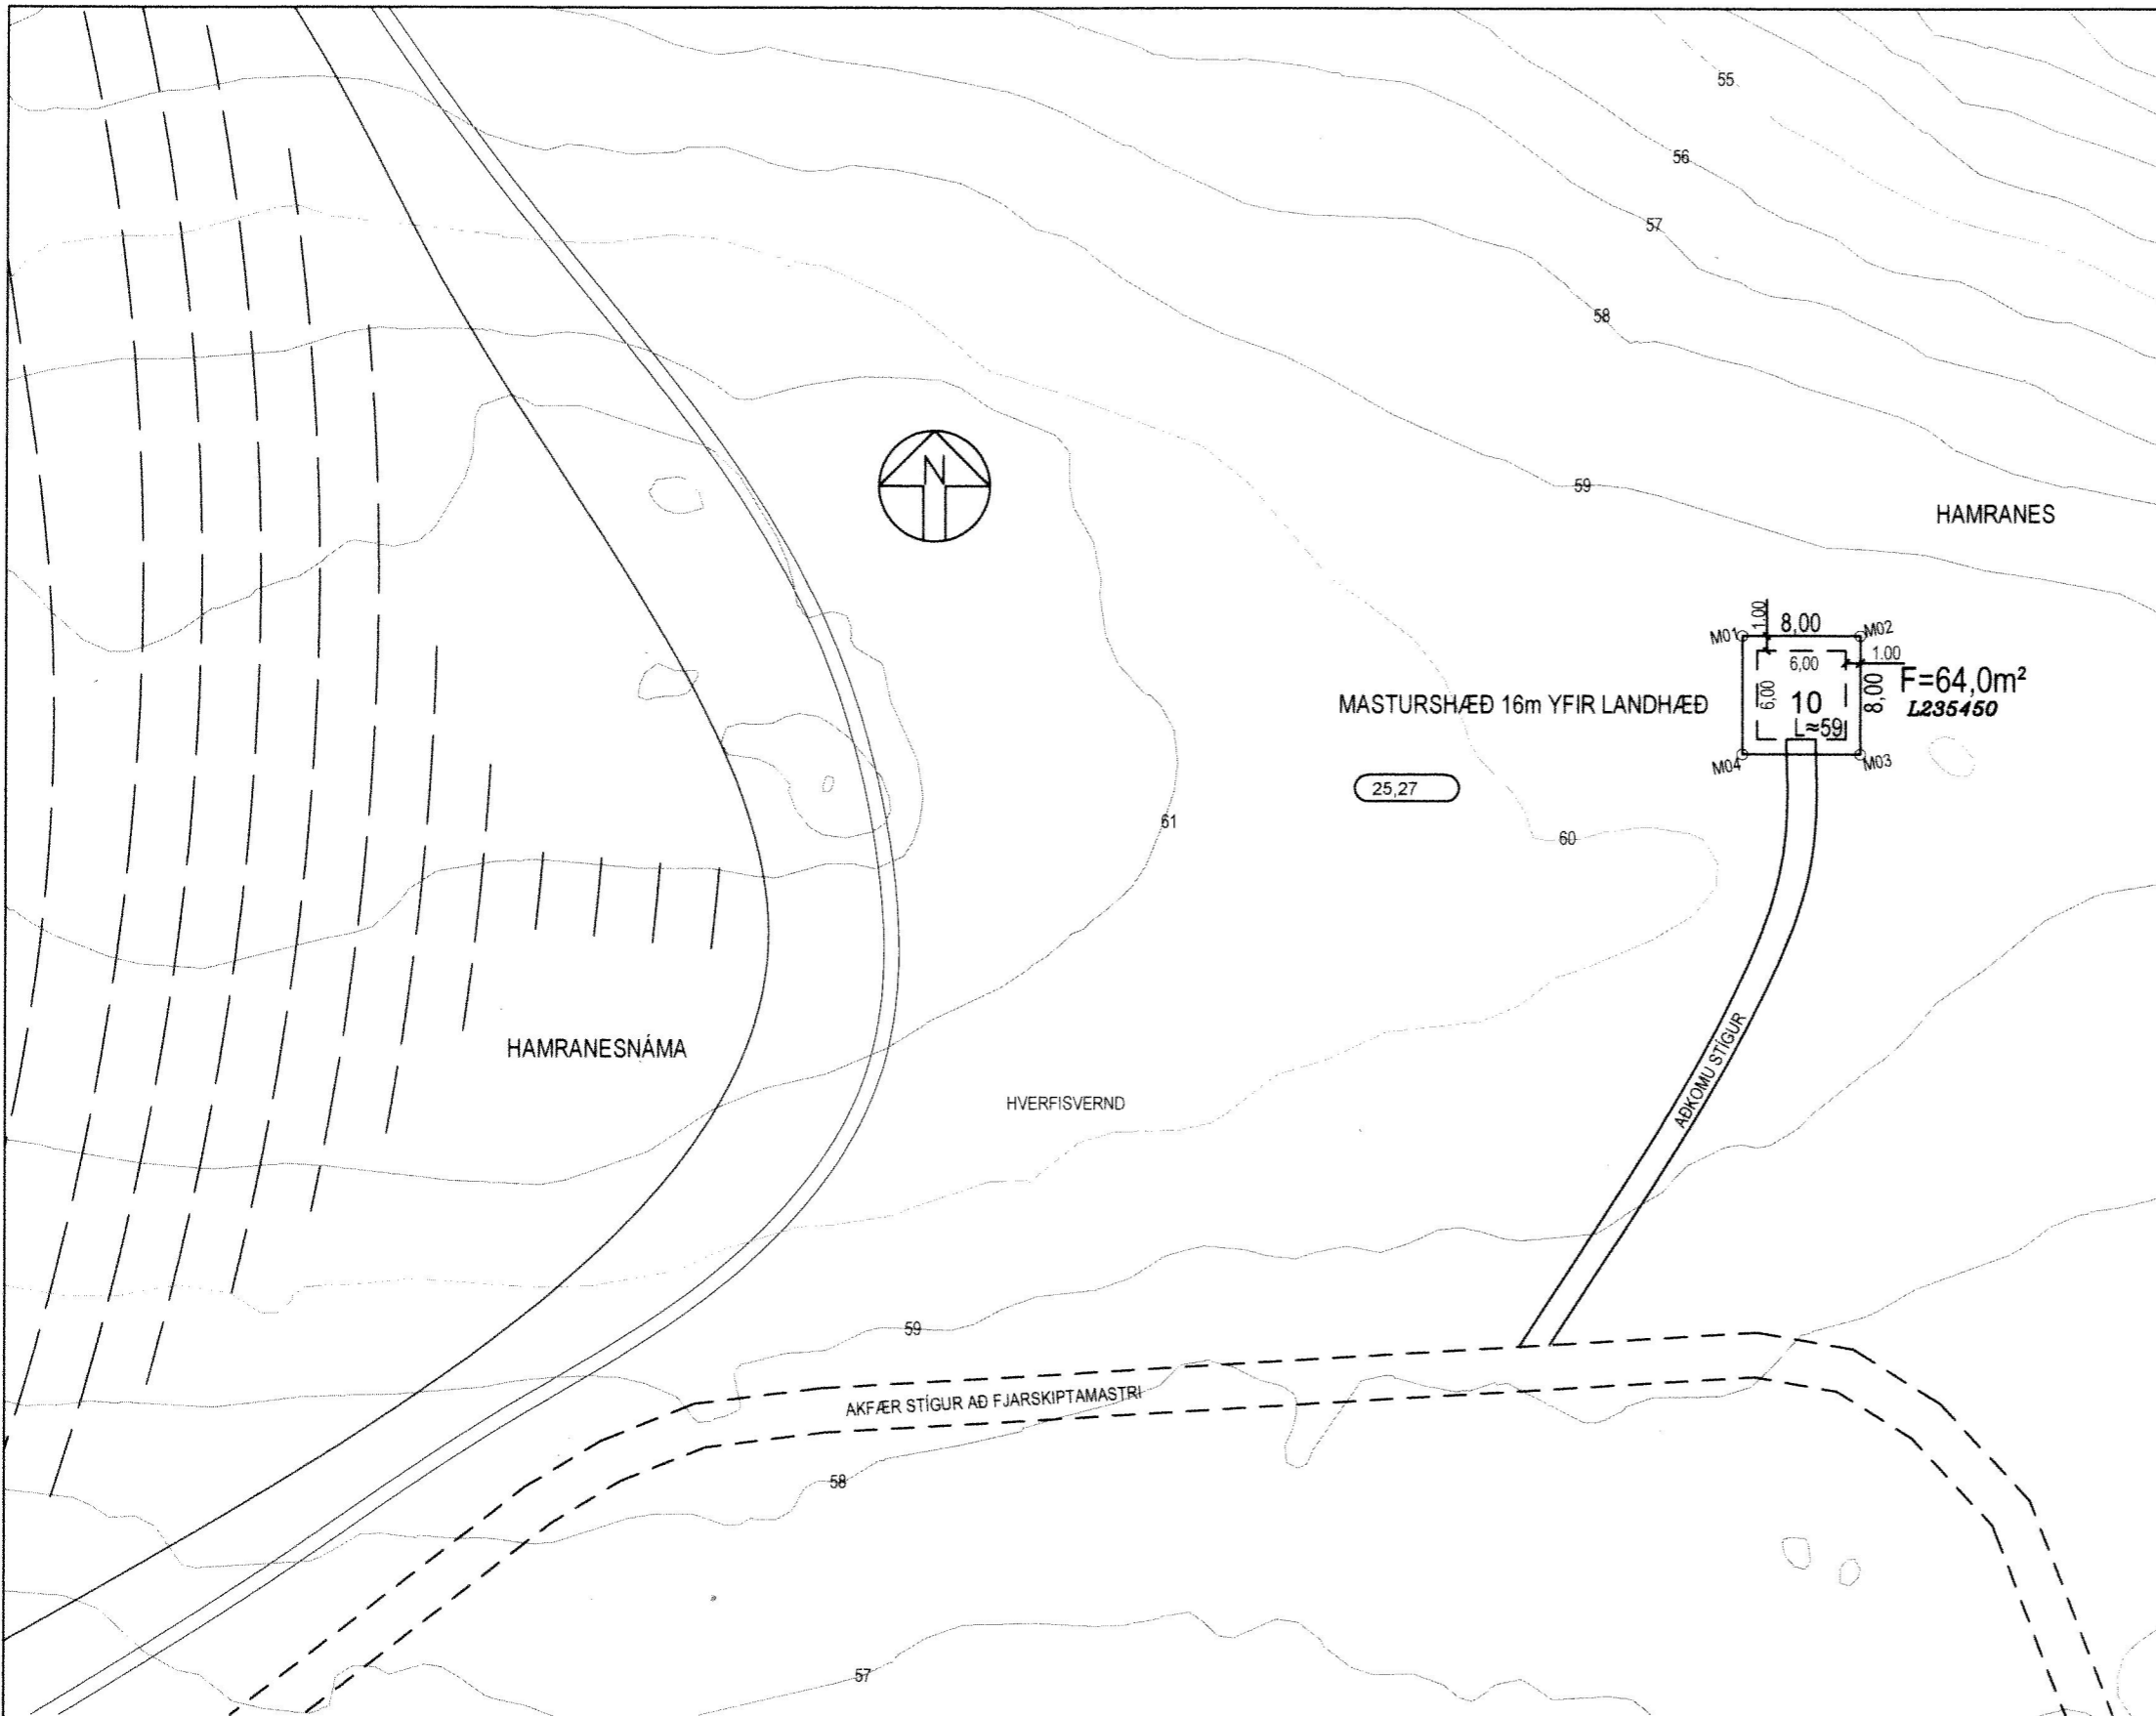 55
56
57
58
N
59
HAMRANES
1.00
8,00
M01
M02
6,00
1.00
F=64,0m²
6,00
10
8,00
L235450
MASTURSHÆÐ 16m YFIR LANDHÆÐ
L≈59
M04
M03
25,27
61
60
HAMRANESNÁMA
AÐKOMU STÍGUR
HVERFISVERND
59
AKFÆR STÍGUR AÐ FJARSKIPTAMASTRI
58
57